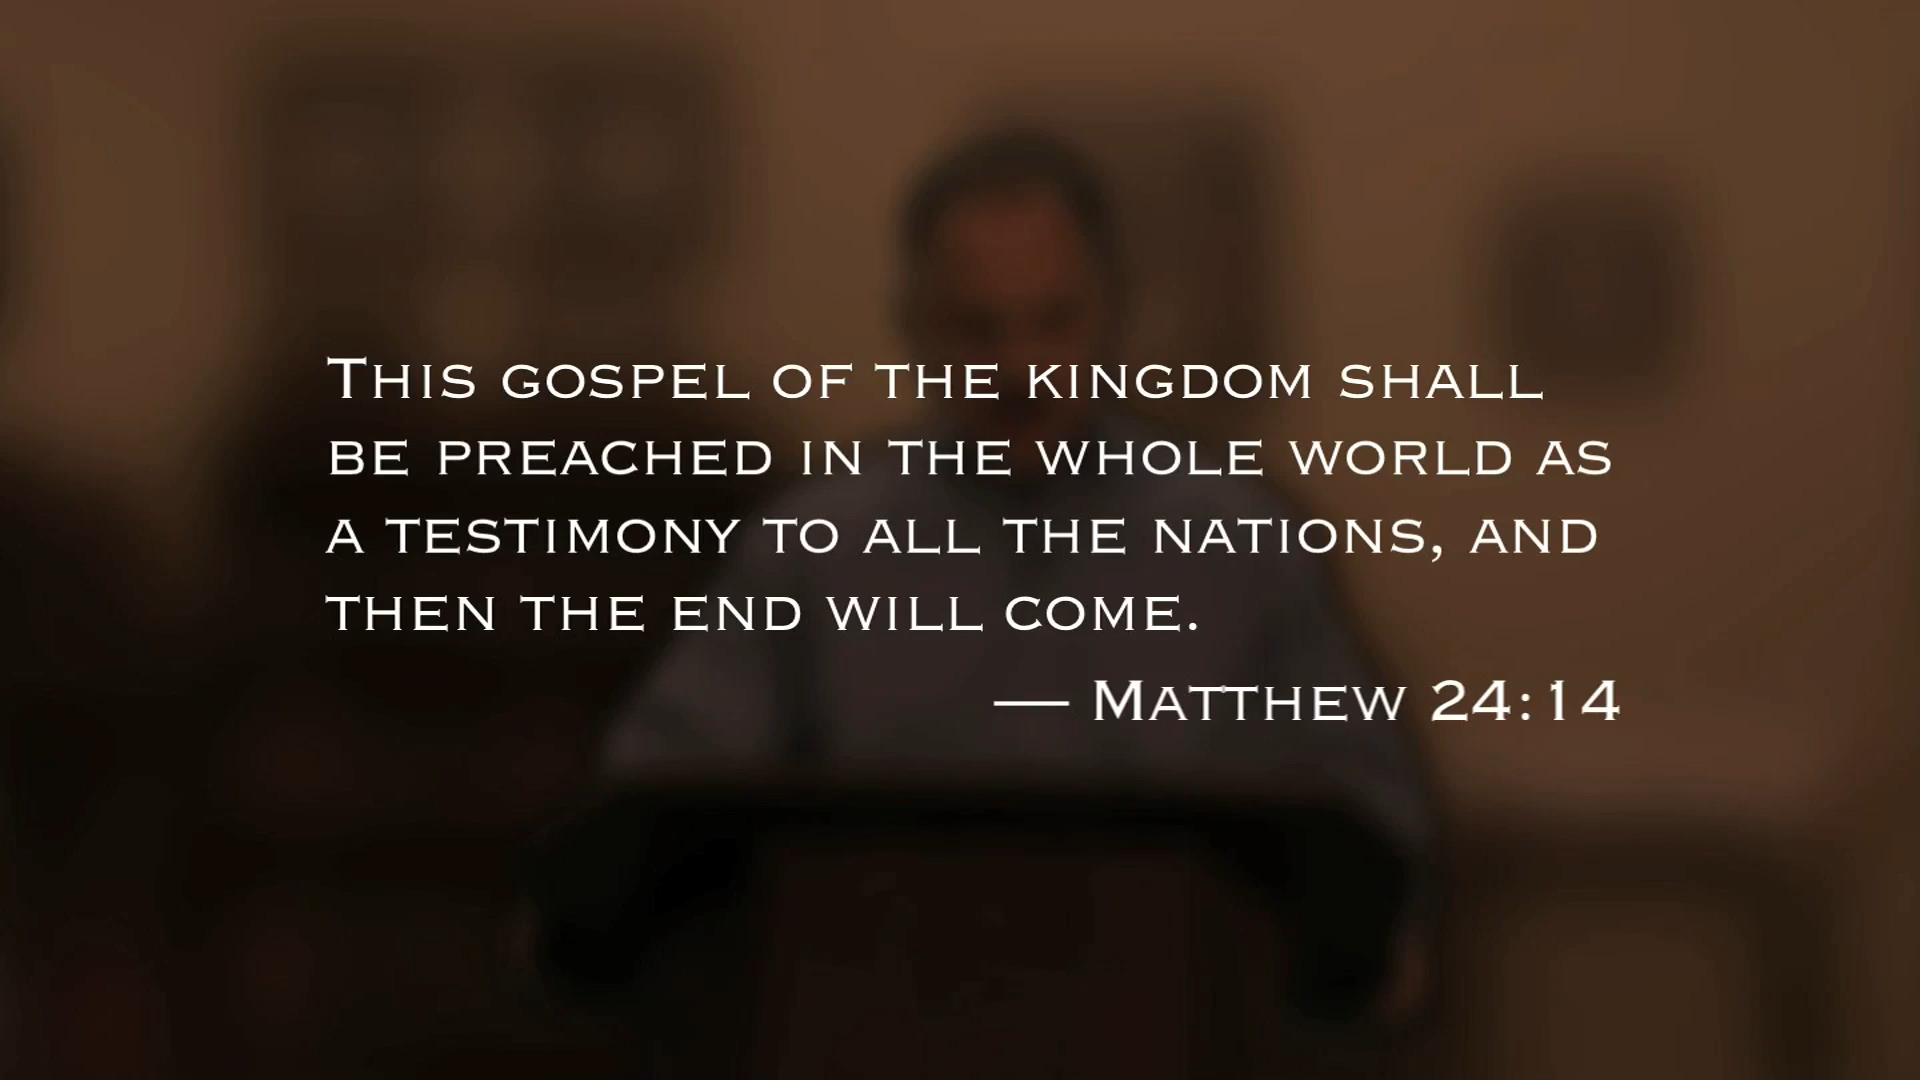 This gospel of the kingdom shall
be preached in the whole world as
a testimony to all the nations, and
then the end will come.
— Matthew 24:14